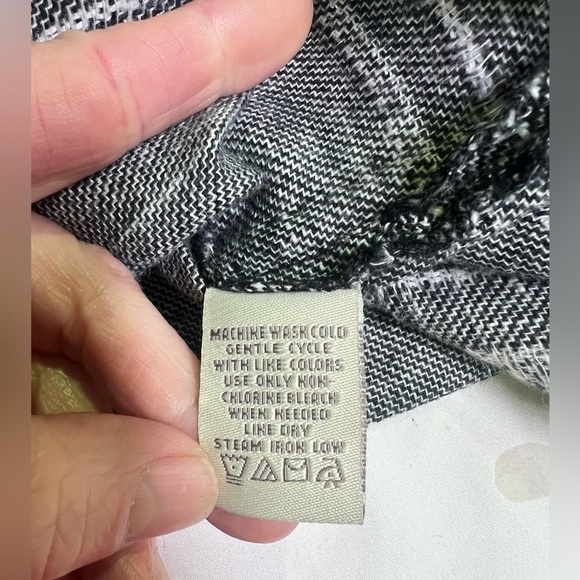 MACHINE WASH COLD
GENTLE CYCLE
WITH LIKE COLORS
USE ONLY NON-
CHLORINE BLEACH
WHEN NEEDED
LINE DRY
STEAM IRON LOW